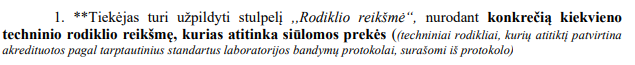 1. **Tiekėjas turi užpildyti stulpelį ,,Rodiklio reikšmė“, nurodant konkrečią kiekvieno
techninio rodiklio reikšmę, kurias atitinka siūlomos prekės ((techniniai rodikliai, kurių atitiktį patvirtina
akredituotos pagal tarptautinius standartus laboratorijos bandymų protokolai, surašomi iš protokolo)